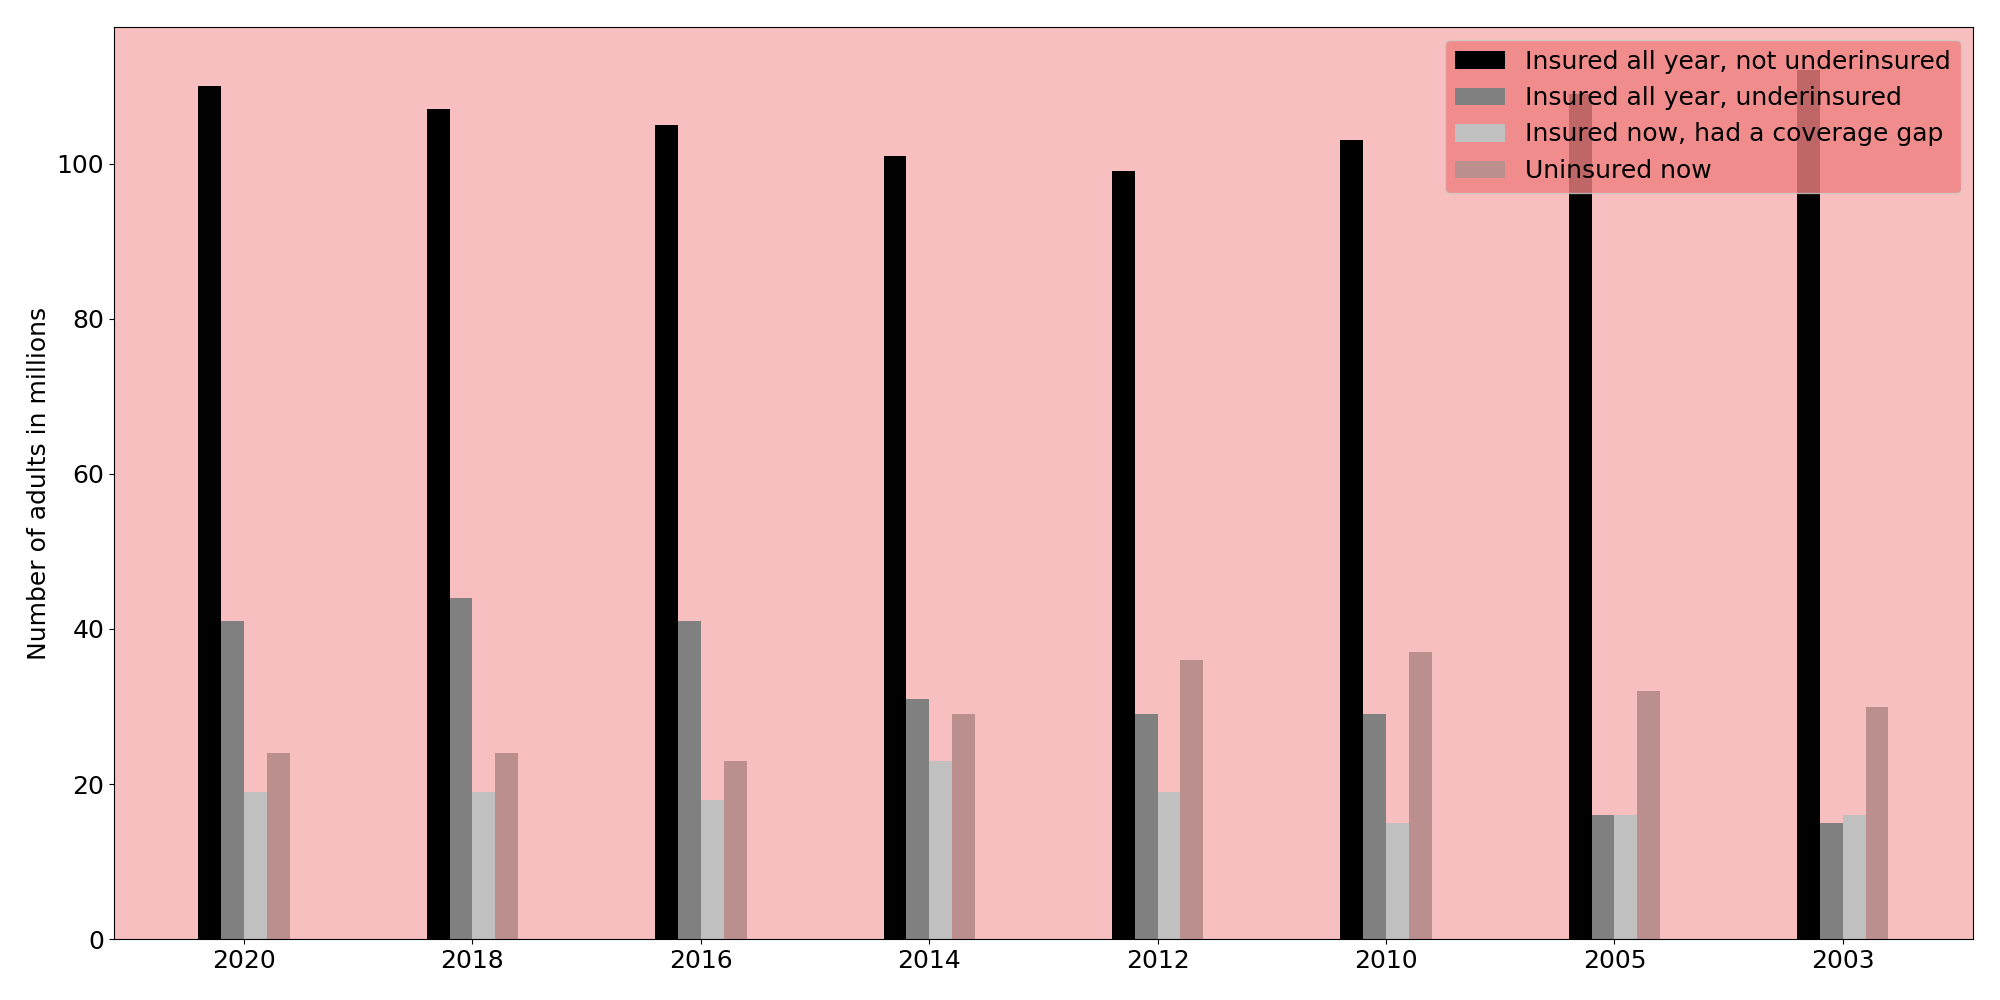 Insured all year, not underinsured
Insured all year, underinsured
Insured now, had a coverage gap
Uninsured now
Number of adults in millions
100
80
60
40
20
0
2020 2018 2016 2014 2012 2010 2005 2003